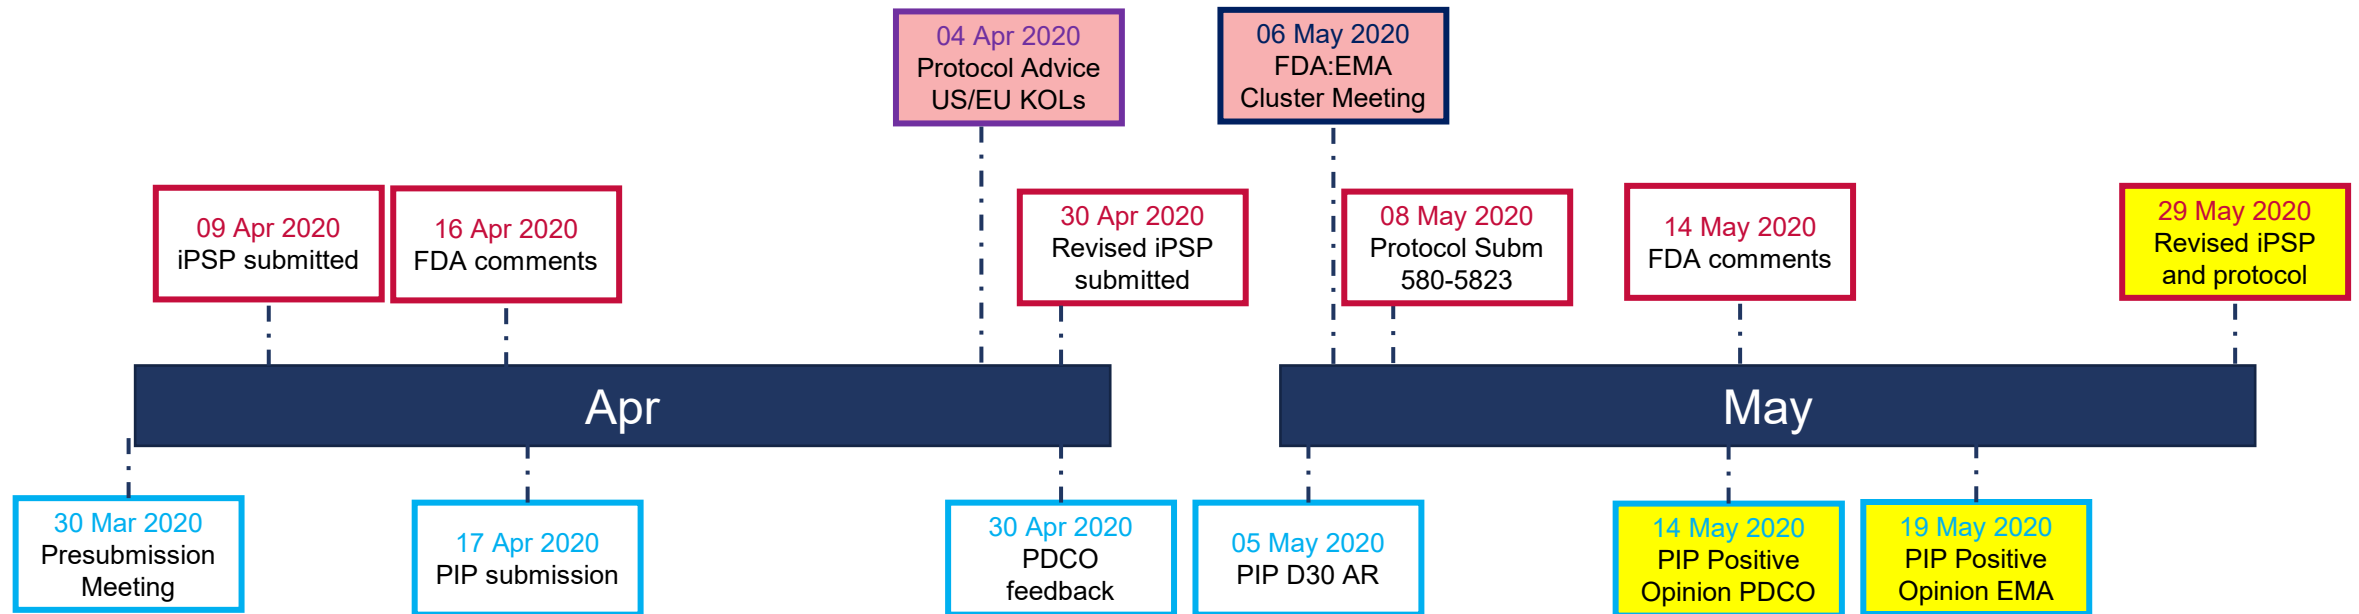 04 Apr 2020
Protocol Advice
US/EU KOLs
06 May 2020
FDA:EMA
Cluster Meeting
09 Apr 2020
iPSP submitted
16 Apr 2020
FDA comments
30 Apr 2020
Revised iPSP
submitted
08 May 2020
Protocol Subm
580-5823
14 May 2020
FDA comments
29 May 2020
Revised iPSP
and protocol
Apr
May
30 Mar 2020
Presubmission
Meeting
17 Apr 2020
PIP submission
30 Apr 2020
PDCO
feedback
05 May 2020
PIP D30 AR
14 May 2020
PIP Positive
Opinion PDCO
19 May 2020
PIP Positive
Opinion EMA